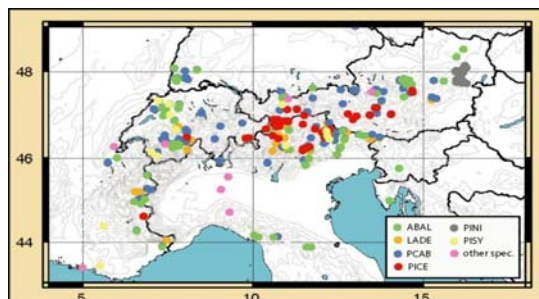 48
46
44
ABAL
LADE
PCAB
PICE
PINI
PISY
other spec.
5
10
15